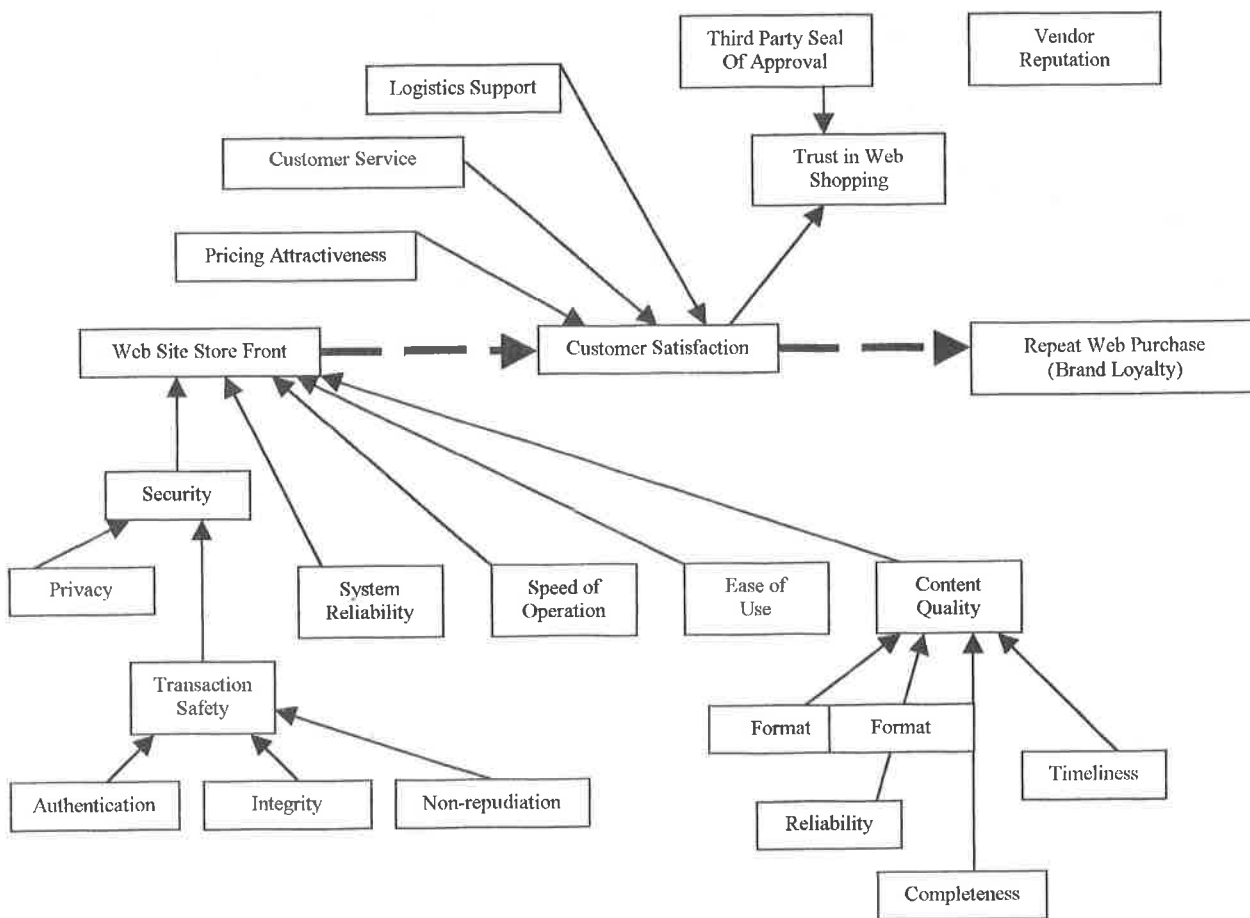 Third Party Seal
Of Approval
Vendor
Reputation
Logistics Support
Customer Service
Trust in Web
Shopping
Pricing Attractiveness
Web Site Store Front
Customer Satisfaction
Repeat Web Purchase
(Brand Loyalty)
Security
Privacy
System
Reliability
Speed of
Operation
Ease of
Use
Content
Quality
Transaction
Safety
Format
Format
Timeliness
Authentication
Integrity
Non-repudiation
Reliability
Completeness